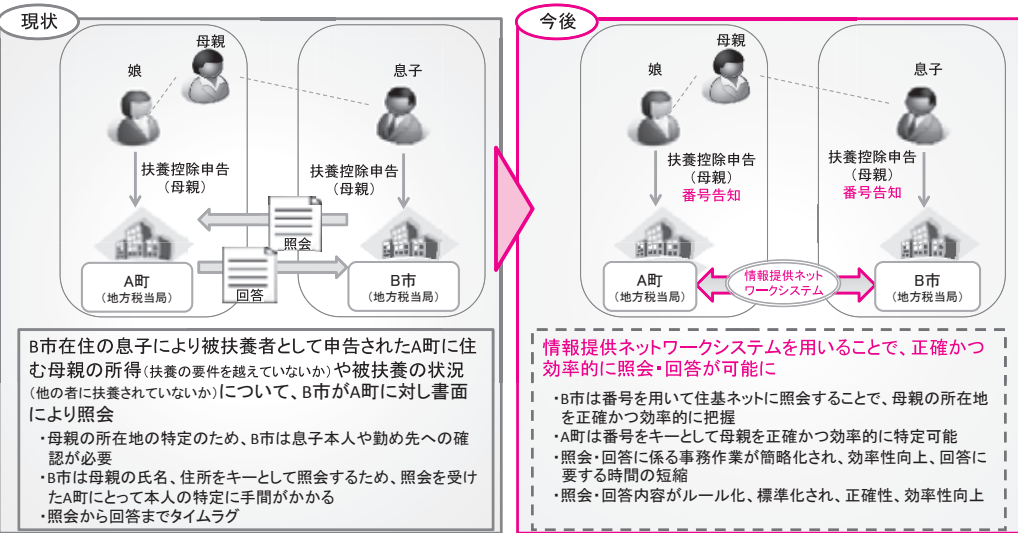 現状
母親
娘
息子
扶養控除申告
(母親)
扶養控除申告
(母親)
照会
回答
A町
(地方税当局)
B市
(地方税当局)
B市在住の息子により被扶養者として申告されたA町に住
む母親の所得(扶養の要件を越えていないか)や被扶養の状況
(他の者に扶養されていないか)について、B市がA町に対し書面
により照会
・母親の所在地の特定のため、B市は息子本人や勤め先への確
認が必要
・B市は母親の氏名、住所をキーとして照会するため、照会を受け
たA町にとって本人の特定に手間がかかる
・照会から回答までタイムラグ
今後
母親
娘
息子
扶養控除申告
(母親)
番号告知
扶養控除申告
(母親)
番号告知
A町
(地方税当局)
情報提供ネット
ワークシステム
B市
(地方税当局)
情報提供ネットワークシステムを用いることで、正確かつ
効率的に照会・回答が可能に
・B市は番号を用いて住基ネットに照会することで、母親の所在地
を正確かつ効率的に把握
・A町は番号をキーとして母親を正確かつ効率的に特定可能
・照会・回答に係る事務作業が簡略化され、効率性向上、回答に
要する時間の短縮
・照会・回答内容がルール化、標準化され、正確性、効率性向上